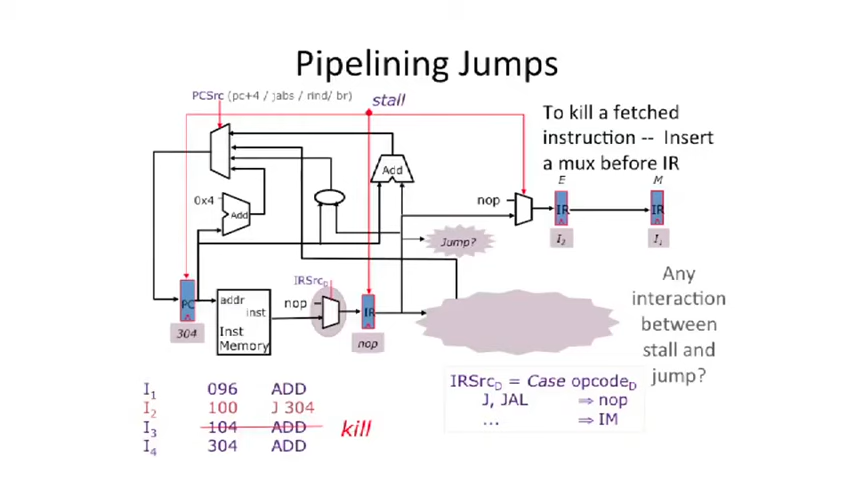 Pipelining Jumps
PCSrc (pc+4 / jabs / rind/ br)
stall
To kill a fetched
instruction -- Insert
a mux before IR
Add
E
M
0x4
Add
nop
IR
IR
Jump?
I₂
I₁
IRSrcD
PC
addr
inst
Inst
Memory
nop
IR
304
nop
Any
interaction
between
stall and
jump?
I₁ 096 ADD
I₂ 100 J 304
I₃ 104 ADD kill
I₄ 304 ADD
IRSrcD = Case opcodeD
J, JAL ⇒ nop
... ⇒ IM